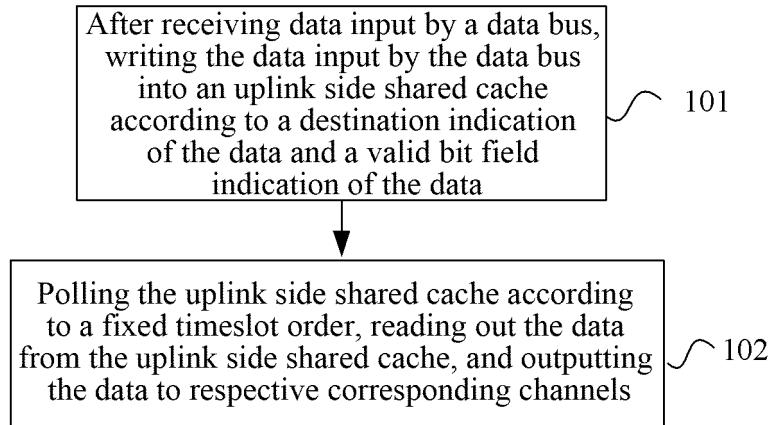 After receiving data input by a data bus,
writing the data input by the data bus
into an uplink side shared cache
according to a destination indication
of the data and a valid bit field
indication of the data
101
Polling the uplink side shared cache according
to a fixed timeslot order, reading out the data
from the uplink side shared cache, and outputting
the data to respective corresponding channels
102